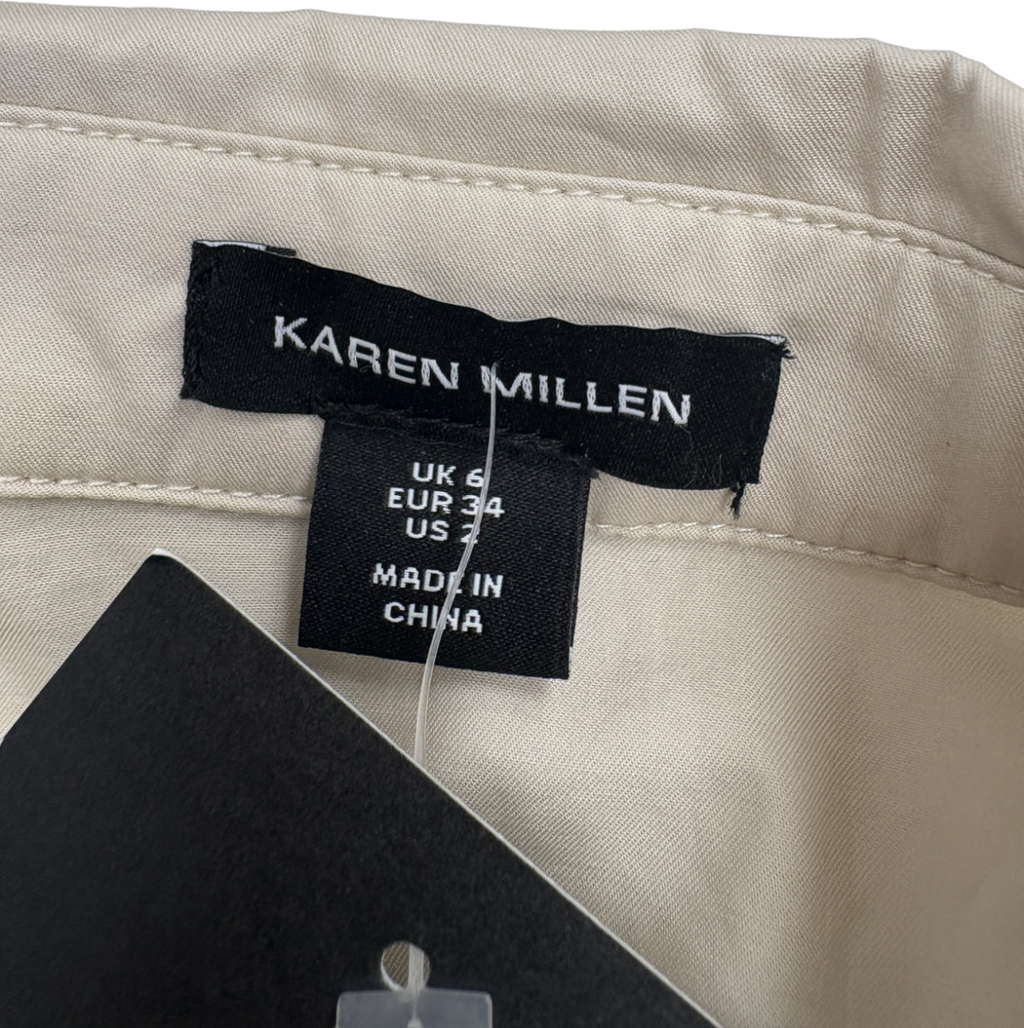 KAREN MILLEN
UK 6
EUR 34
US 2
MADE IN
CHINA